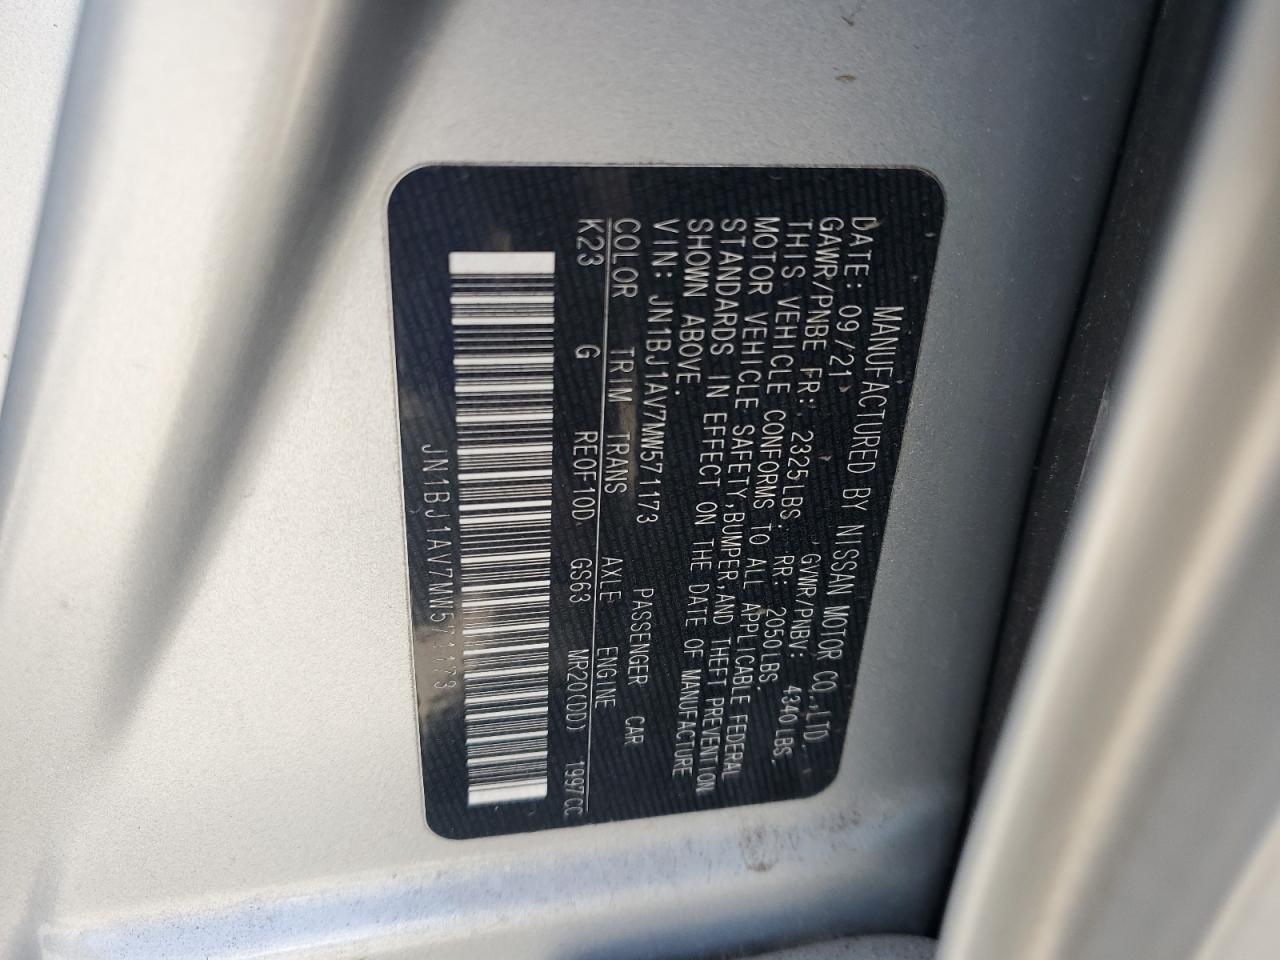 MANUFACTURED BY NISSAN MOTOR CO.,LTD.
DATE: 09/21 GVWR/PNBV: 4340LBS.
GAWR/PNBE FR: 2325LBS. RR: 2050LBS.
THIS VEHICLE CONFORMS TO ALL APPLICABLE FEDERAL
MOTOR VEHICLE SAFETY,BUMPER,AND THEFT PREVENTION
STANDARDS IN EFFECT ON THE DATE OF MANUFACTURE
SHOWN ABOVE.
VIN: JN1BJ1AV7MW571173 PASSENGER CAR
COLOR TRIM TRANS AXLE ENGINE
K23 G RE0F10D GS63 MR20(DD) 1997CC
JN1BJ1AV7MW571173